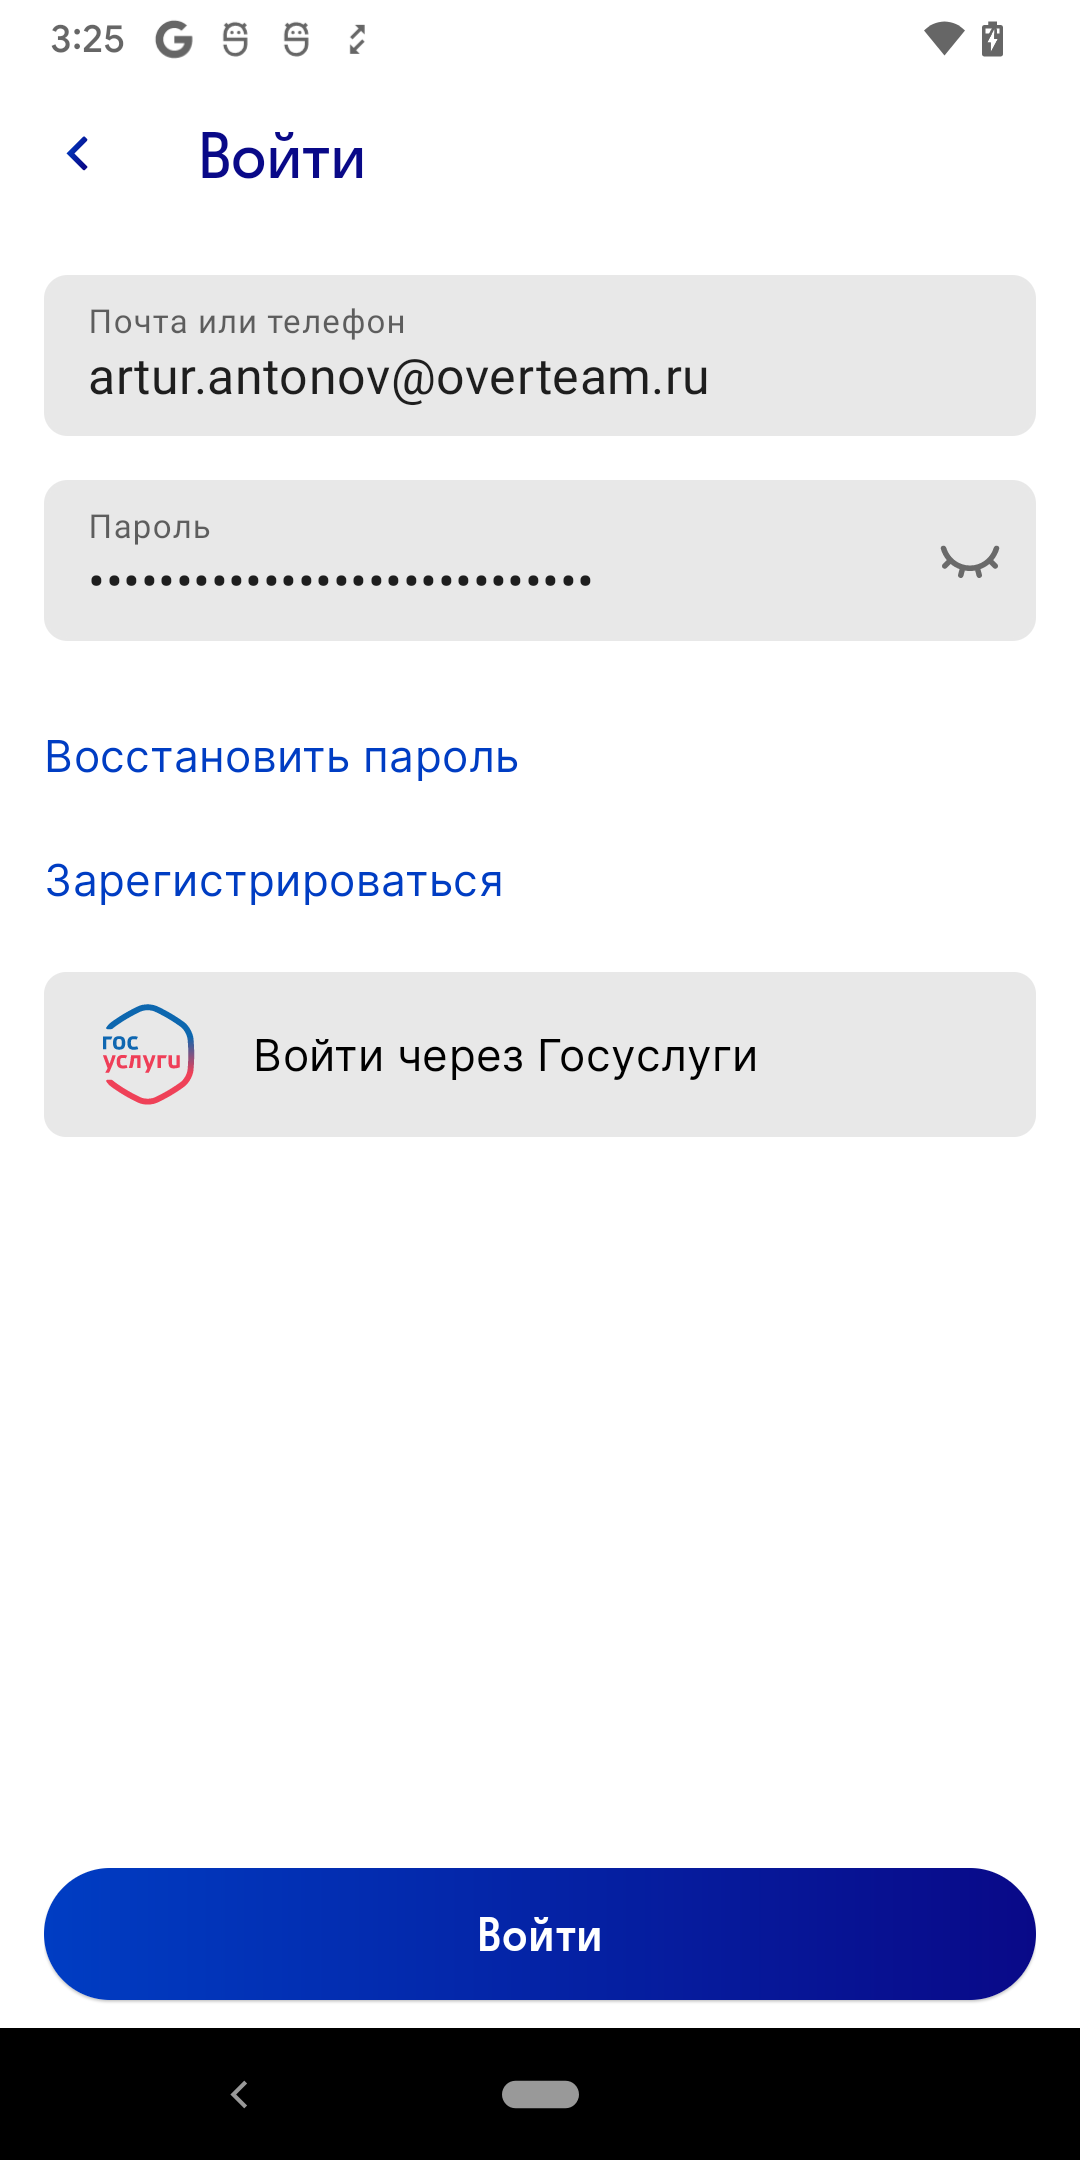 3:25
Войти
Почта или телефон
artur.antonov@overteam.ru
Пароль
•••••••••••••••••••••••••••••
Восстановить пароль
Зарегистрироваться
гос
услуги
Войти через Госуслуги
Войти